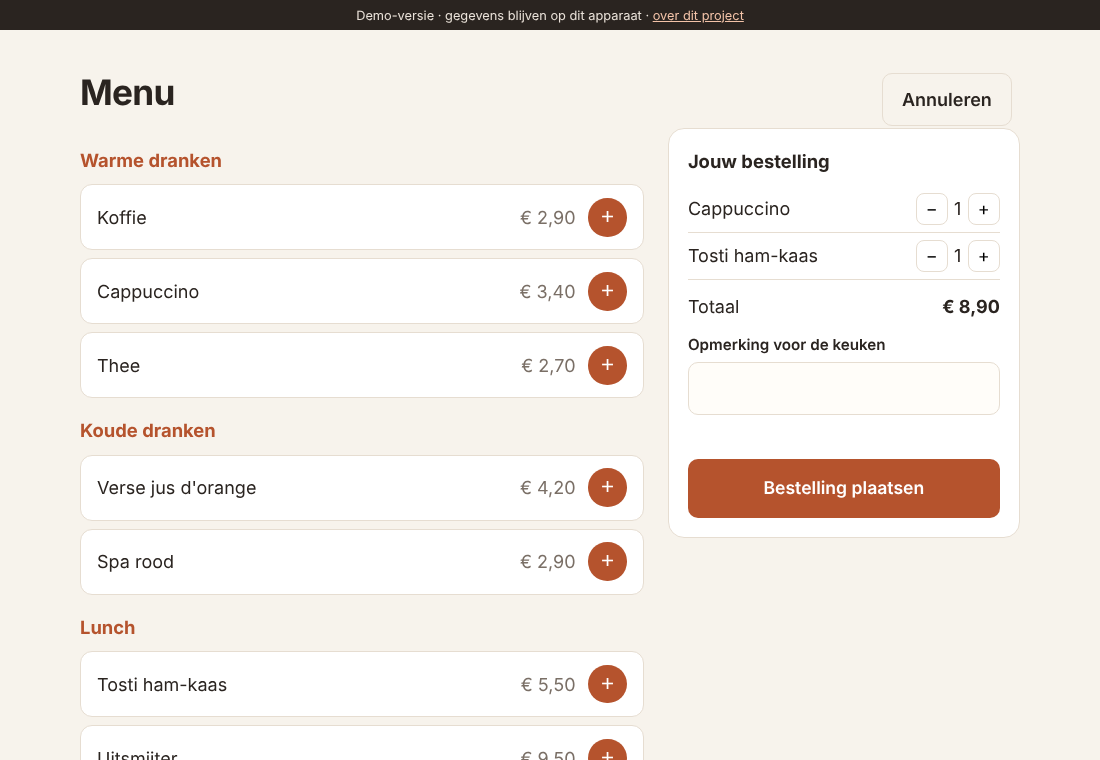 Demo-versie · gegevens blijven op dit apparaat · over dit project
Menu
Annuleren
Warme dranken
Koffie € 2,90 +
Cappuccino € 3,40 +
Thee € 2,70 +
Koude dranken
Verse jus d'orange € 4,20 +
Spa rood € 2,90 +
Lunch
Tosti ham-kaas € 5,50 +
Uitsmijter € 9,50 +
Jouw bestelling
Cappuccino − 1 +
Tosti ham-kaas − 1 +
Totaal € 8,90
Opmerking voor de keuken
Bestelling plaatsen